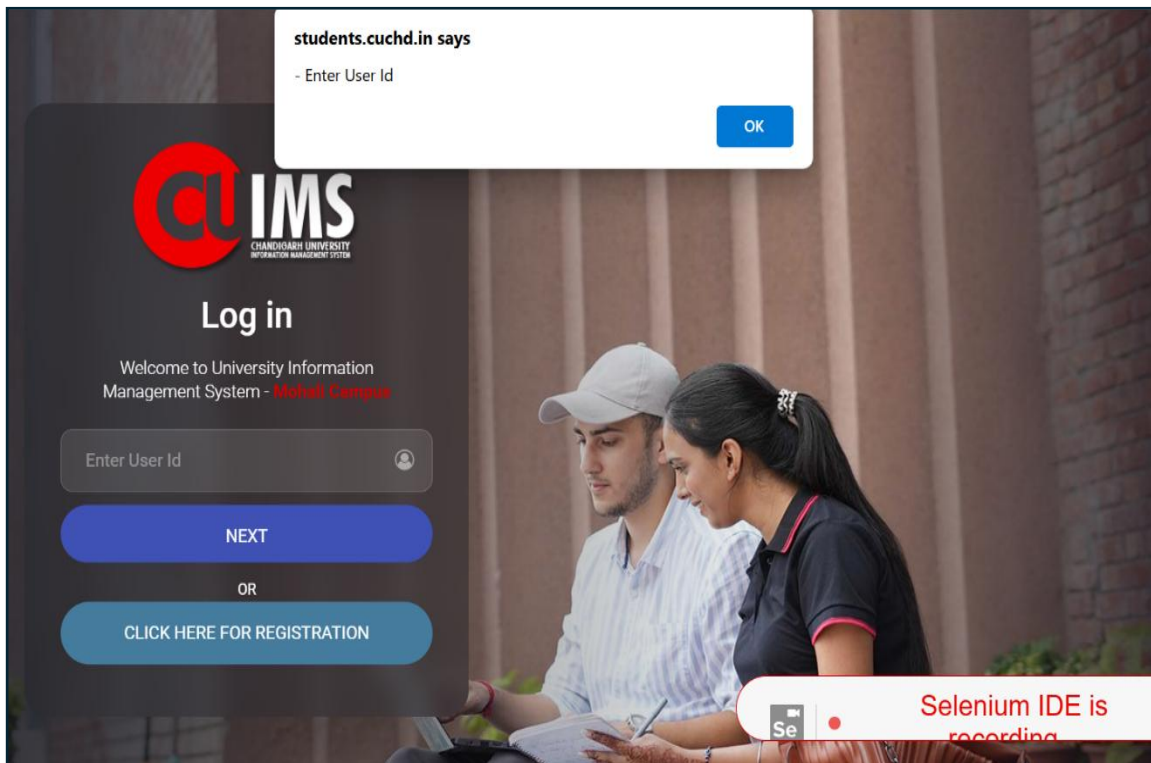 students.cuchd.in says
- Enter User Id
OK
CU IMS
CHANDIGARH UNIVERSITY
INFORMATION MANAGEMENT SYSTEM
Log in
Welcome to University Information
Management System - Mohali Campus
Enter User Id
NEXT
OR
CLICK HERE FOR REGISTRATION
Se
Selenium IDE is
recording